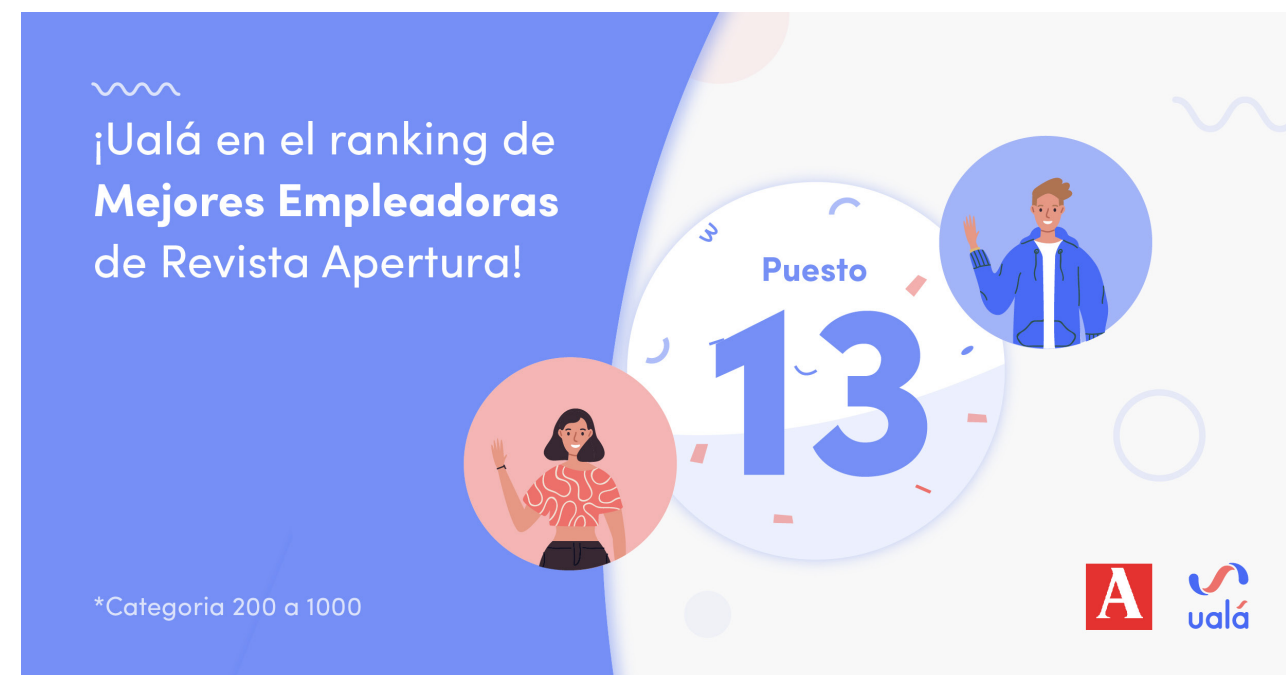 ¡Ualá en el ranking de
Mejores Empleadoras
de Revista Apertura!
Puesto
13
*Categoria 200 a 1000
A
ualá